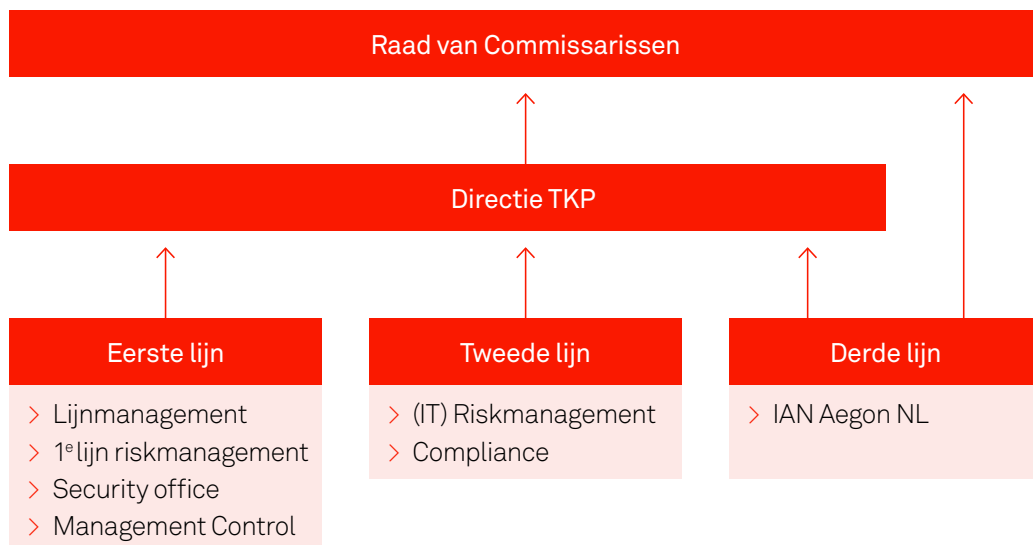 Raad van Commissarissen
Directie TKP
Eerste lijn
> Lijnmanagement
> 1e lijn riskmanagement
> Security office
> Management Control
Tweede lijn
> (IT) Riskmanagement
> Compliance
Derde lijn
> IAN Aegon NL